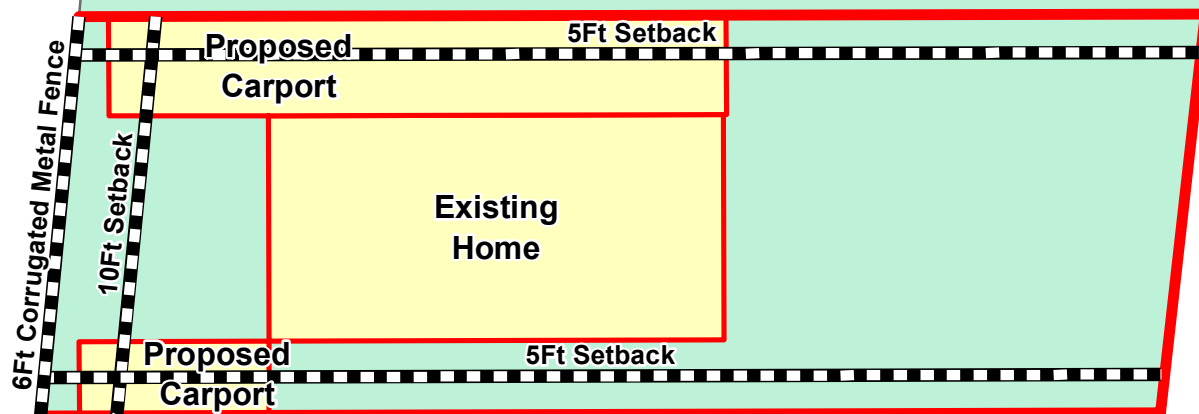 5Ft Setback
Proposed
Carport
6Ft Corrugated Metal Fence
10Ft Setback
Existing
Home
Proposed
Carport
5Ft Setback